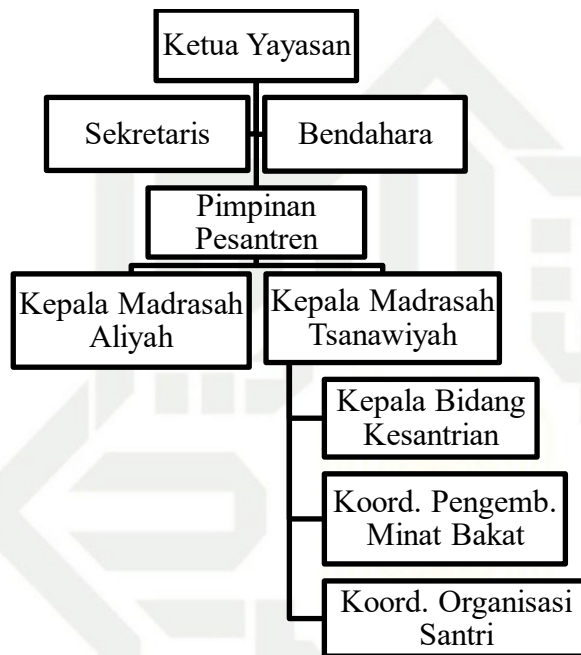 Ketua Yayasan
Sekretaris
Bendahara
Pimpinan
Pesantren
Kepala Madrasah
Aliyah
Kepala Madrasah
Tsanawiyah
Kepala Bidang
Kesantrian
Koord. Pengemb.
Minat Bakat
Koord. Organisasi
Santri